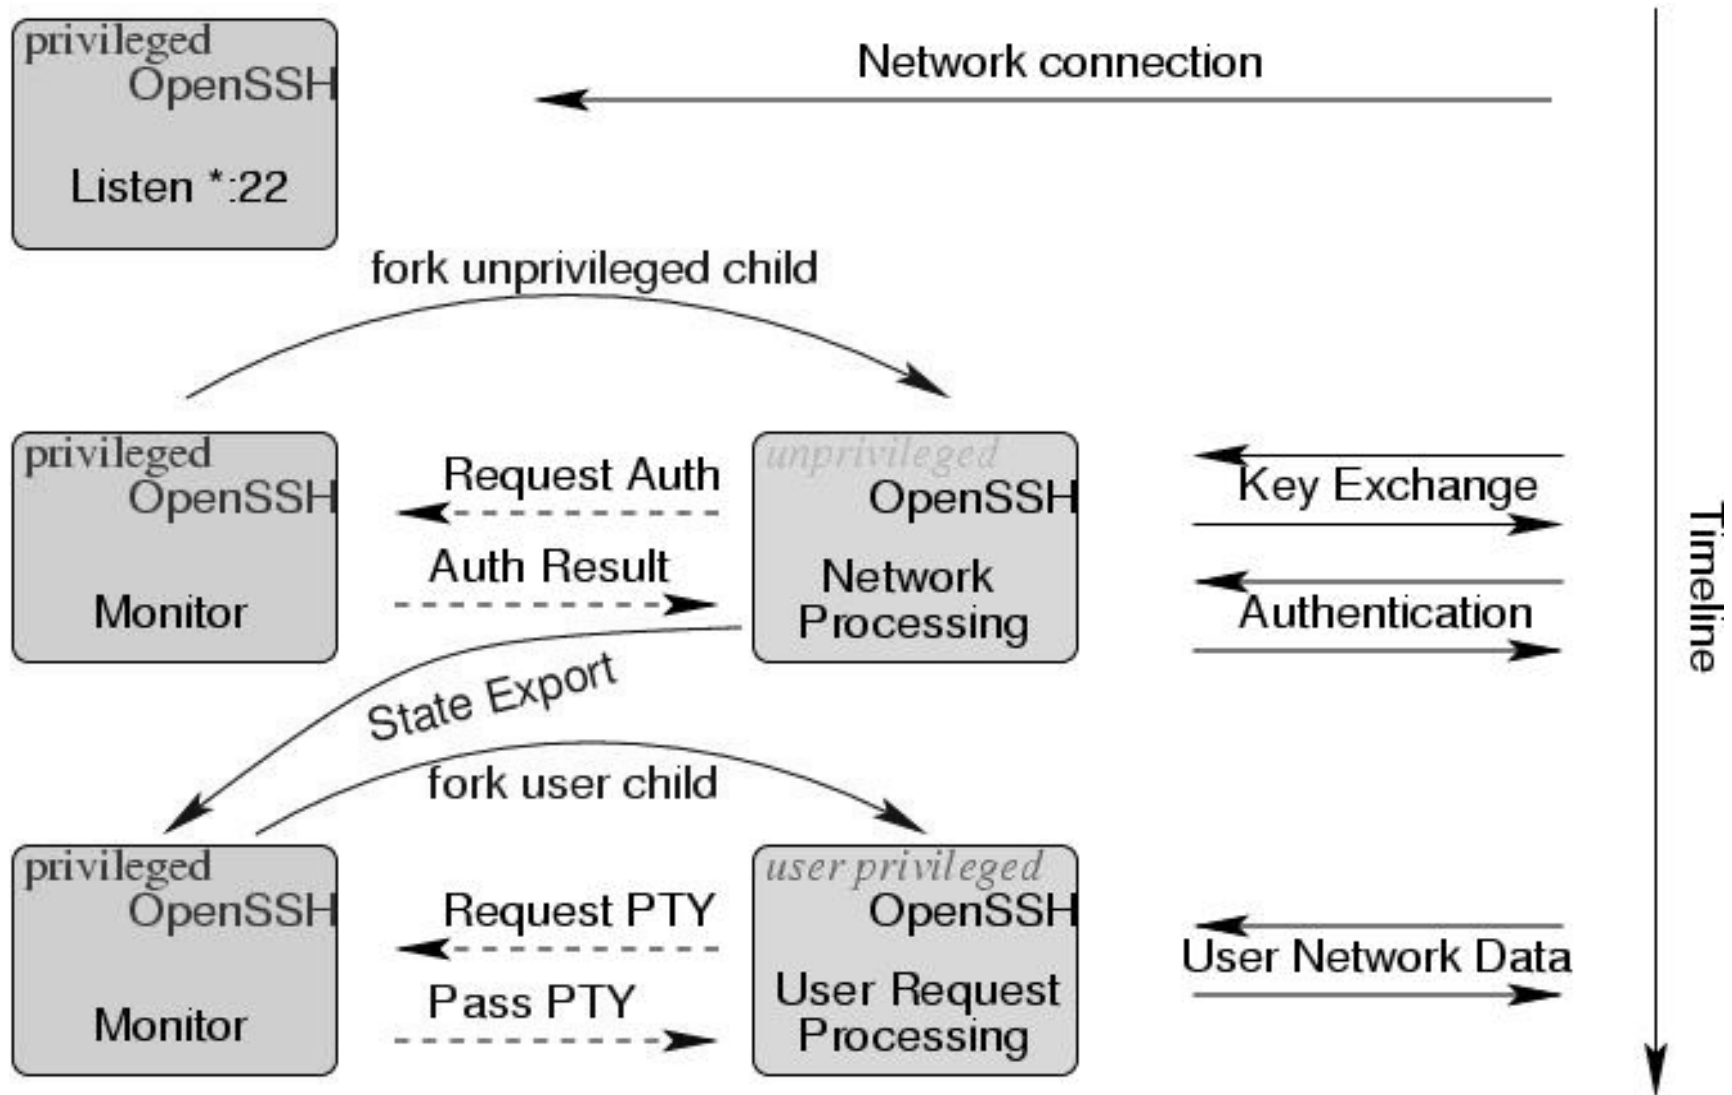 privileged
OpenSSH
Listen *:22
Network connection
fork unprivileged child
privileged
OpenSSH
Monitor
Request Auth
Auth Result
unprivileged
OpenSSH
Network
Processing
Key Exchange
Authentication
Timeline
State Export
fork user child
privileged
OpenSSH
Monitor
Request PTY
Pass PTY
user privileged
OpenSSH
User Request
Processing
User Network Data